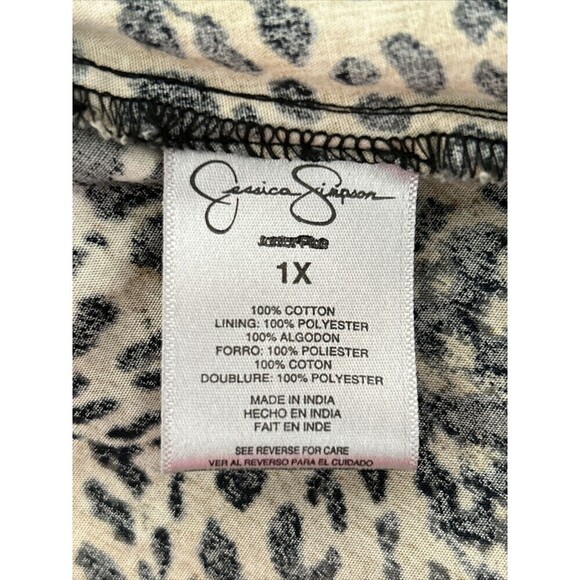 Jessica Simpson
1X
100% COTTON
LINING: 100% POLYESTER
100% ALGODON
FORRO: 100% POLIESTER
100% COTON
DOUBLURE: 100% POLYESTER
MADE IN INDIA
HECHO EN INDIA
FAIT EN INDE
SEE REVERSE FOR CARE
VER AL REVERSO PARA EL CUIDADO